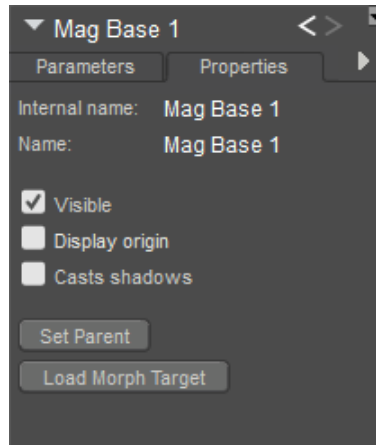 Mag Base 1
Parameters Properties
Internal name: Mag Base 1
Name: Mag Base 1
Visible
Display origin
Casts shadows
Set Parent
Load Morph Target